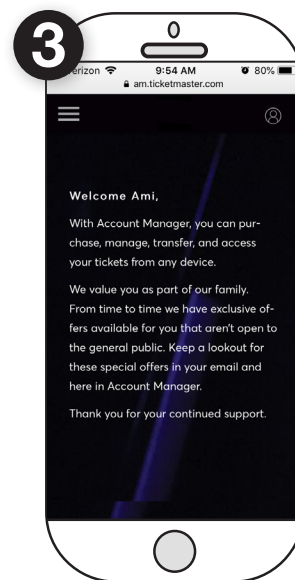 3
erizon 9:54 AM 80%
am.ticketmaster.com
Welcome Ami,
With Account Manager, you can pur-
chase, manage, transfer, and access
your tickets from any device.
We value you as part of our family.
From time to time we have exclusive of-
fers available for you that aren't open to
the general public. Keep a lookout for
these special offers in your email and
here in Account Manager.
Thank you for your continued support.